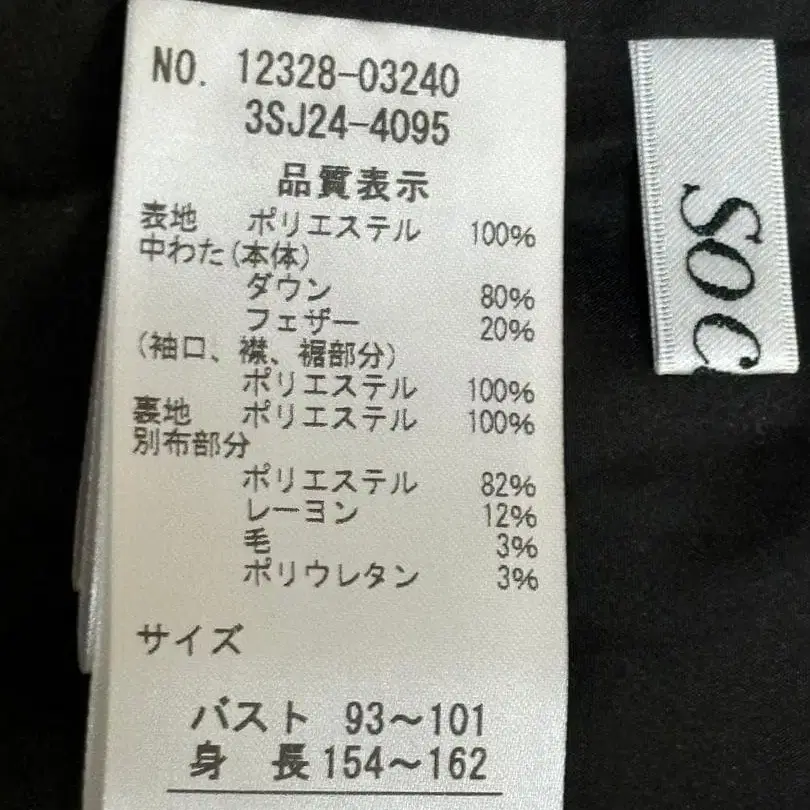 NO. 12328-03240
3SJ24-4095
品質表示
表地 ポリエステル 100%
中わた(本体)
ダウン 80%
フェザー 20%
(袖口、襟、裾部分)
ポリエステル 100%
裏地 ポリエステル 100%
別布部分
ポリエステル 82%
レーヨン 12%
毛 3%
ポリウレタン 3%
サイズ
バスト 93〜101
身 長 154〜162
SOC